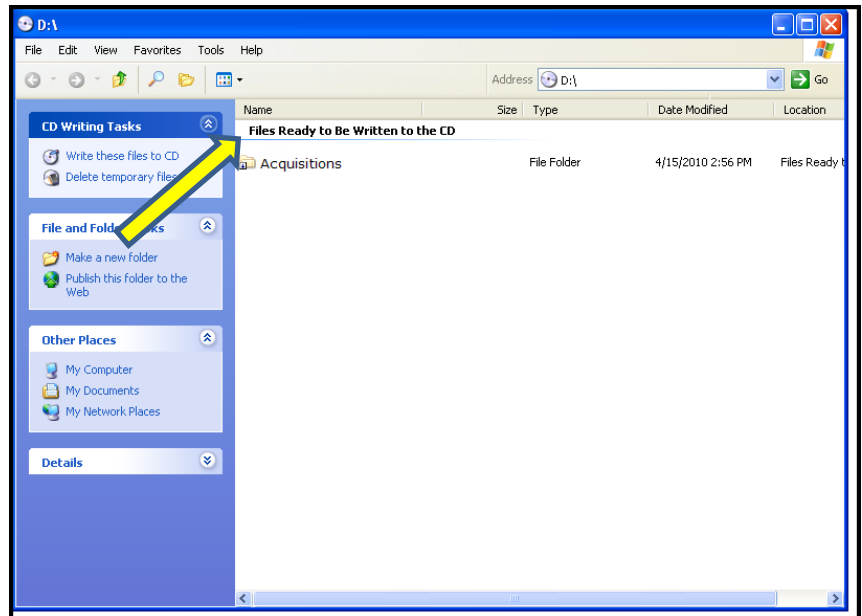 D:\
File Edit View Favorites Tools Help
Address D:\ Go
Name Size Type Date Modified Location
CD Writing Tasks
Files Ready to Be Written to the CD
Write these files to CD
Acquisitions File Folder 4/15/2010 2:56 PM Files Ready
Delete temporary files
File and
Make a new folder
Publish this folder to the
Web
Other Places
My Computer
My Documents
My Network Places
Details